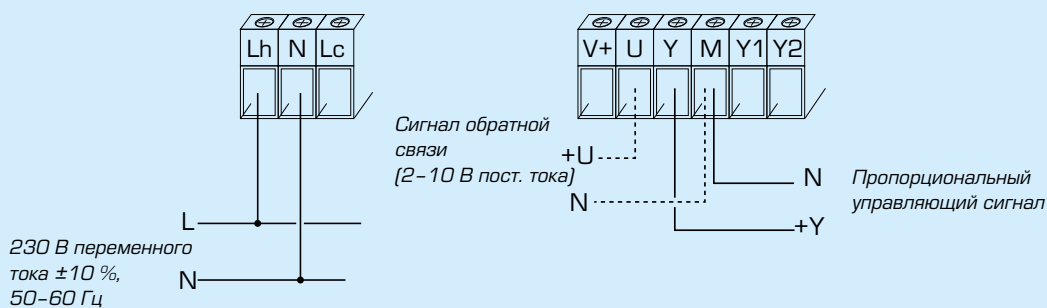 Lh N Lc
V+ U Y M Y1 Y2
Сигнал обратной
связи
(2–10 В пост. тока)
+U
N
N
Пропорциональный
управляющий сигнал
+Y
L
230 В переменного
тока ±10 %,
50–60 Гц
N